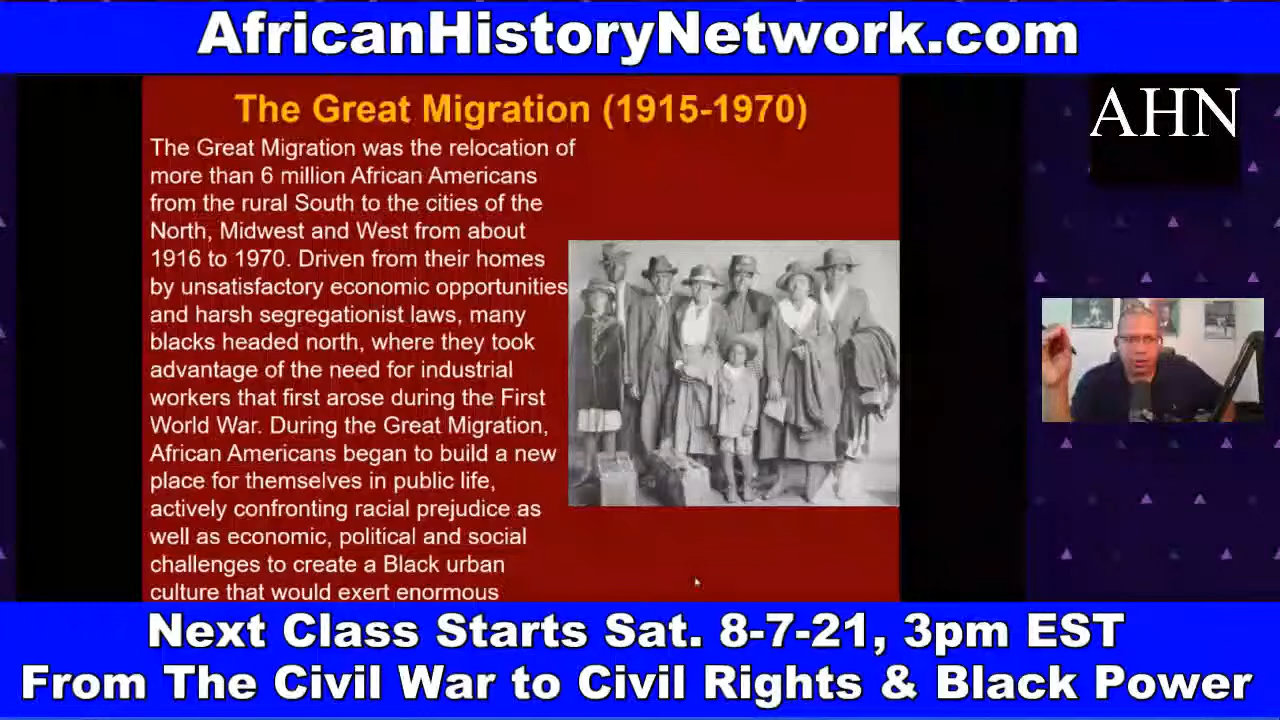 AfricanHistoryNetwork.com
AHN
The Great Migration (1915-1970)
The Great Migration was the relocation of
more than 6 million African Americans
from the rural South to the cities of the
North, Midwest and West from about
1916 to 1970. Driven from their homes
by unsatisfactory economic opportunities
and harsh segregationist laws, many
blacks headed north, where they took
advantage of the need for industrial
workers that first arose during the First
World War. During the Great Migration,
African Americans began to build a new
place for themselves in public life,
actively confronting racial prejudice as
well as economic, political and social
challenges to create a Black urban
culture that would exert enormous
Next Class Starts Sat. 8-7-21, 3pm EST
From The Civil War to Civil Rights & Black Power